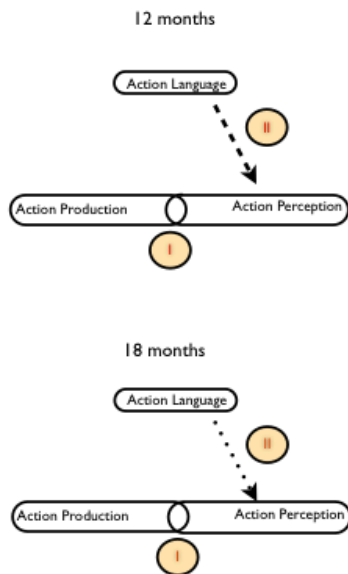 12 months
Action Language
II
Action Production
Action Perception
I
18 months
Action Language
II
Action Production
Action Perception
I